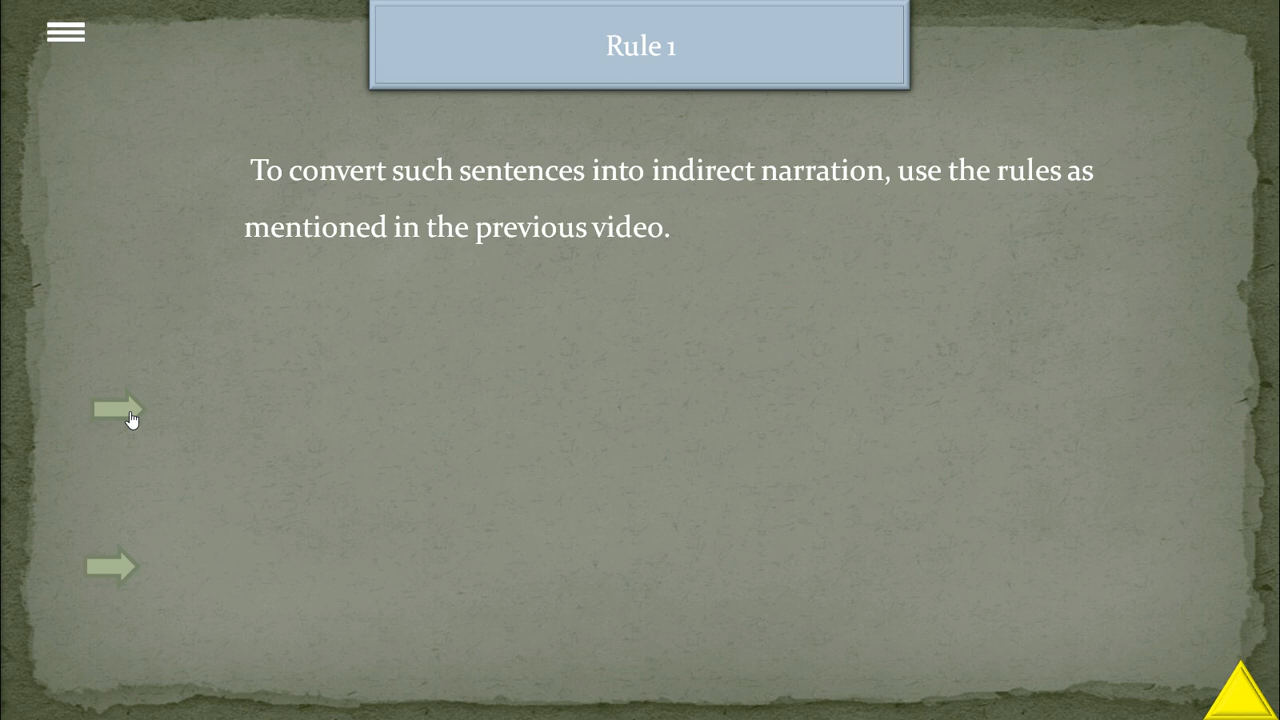 Rule 1
To convert such sentences into indirect narration, use the rules as
mentioned in the previous video.